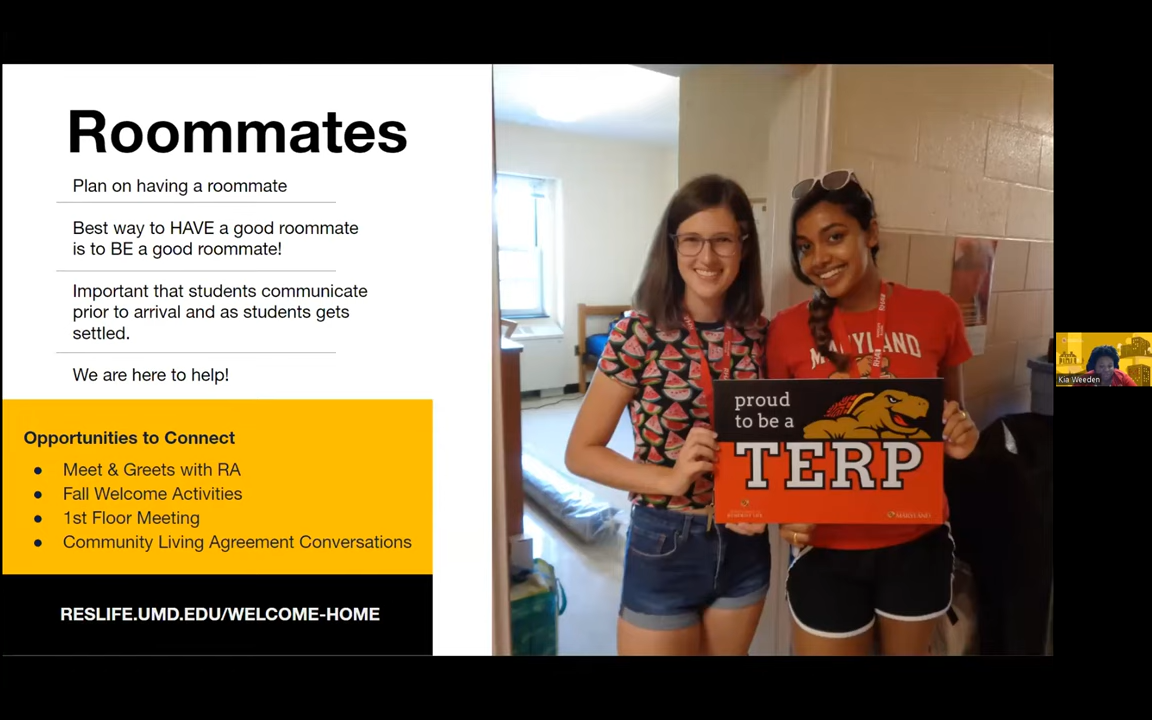 Roommates
Plan on having a roommate
Best way to HAVE a good roommate
is to BE a good roommate!
Important that students communicate
prior to arrival and as students gets
settled.
We are here to help!
Opportunities to Connect
● Meet & Greets with RA
● Fall Welcome Activities
● 1st Floor Meeting
● Community Living Agreement Conversations
RESLIFE.UMD.EDU/WELCOME-HOME
MARYLAND
proud
to be a
TERP
Kia Weeden